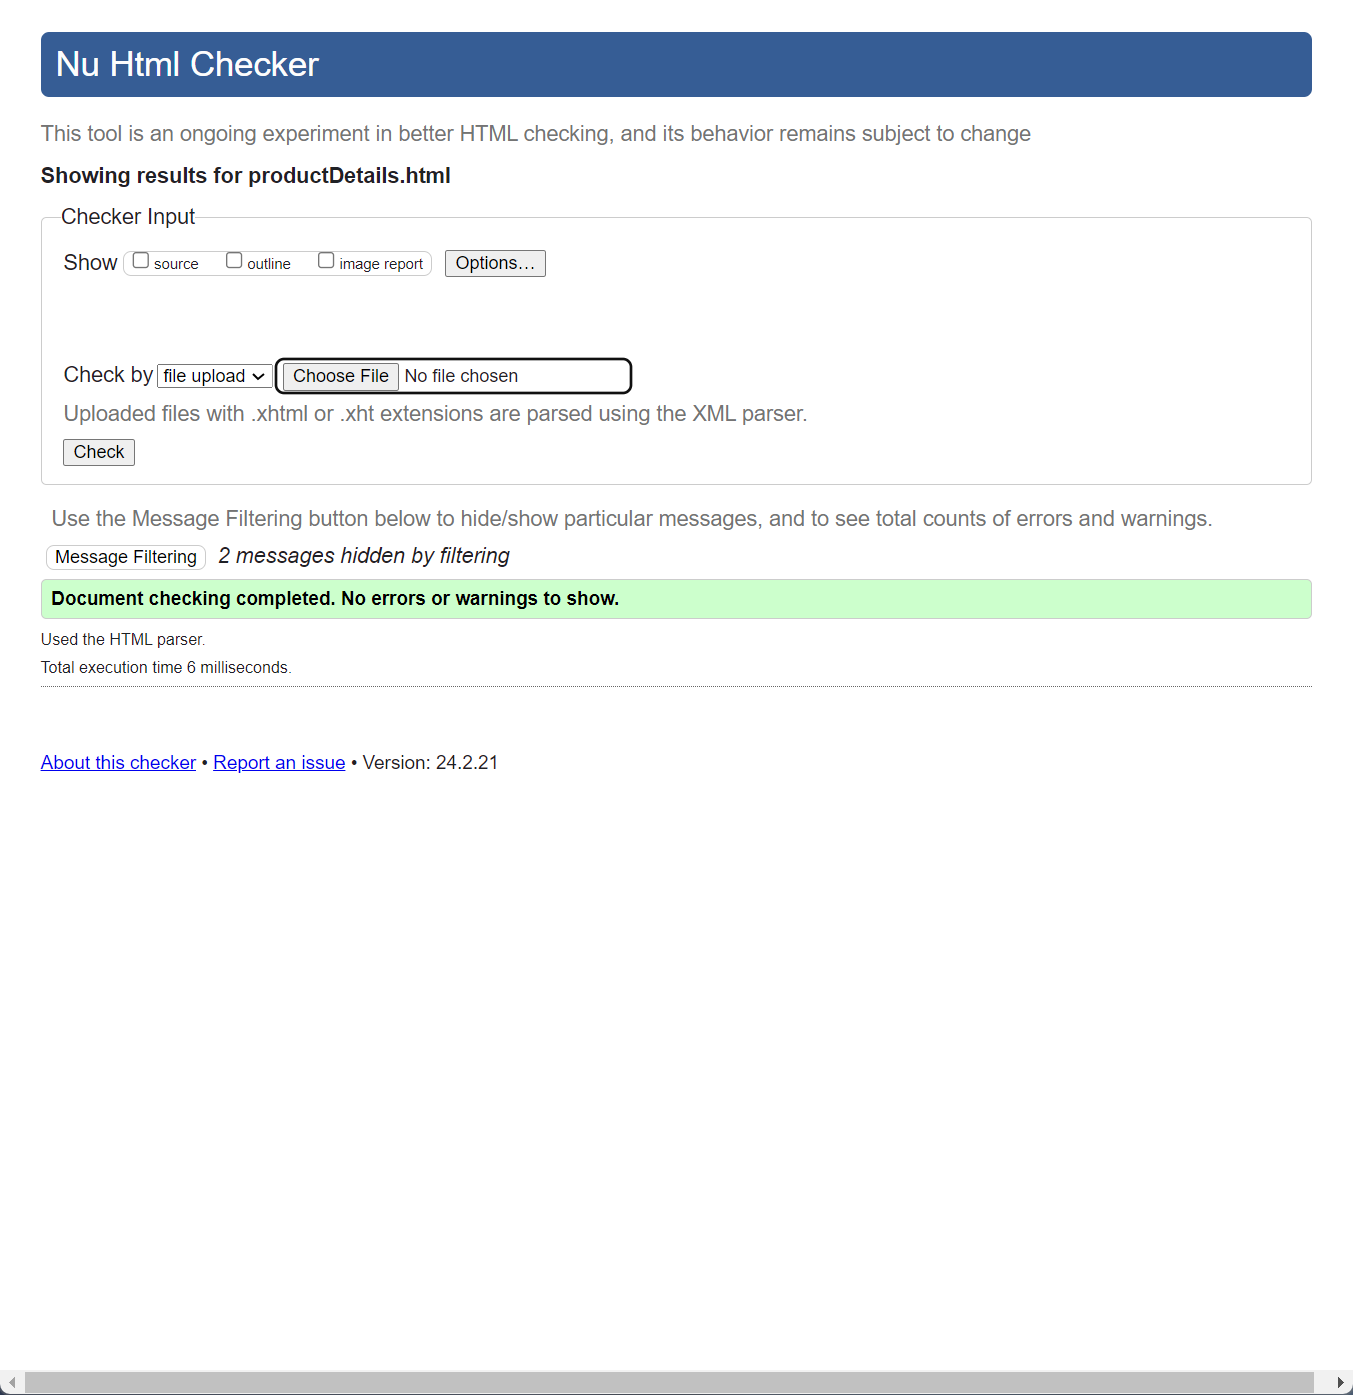 Nu Html Checker
This tool is an ongoing experiment in better HTML checking, and its behavior remains subject to change
Showing results for productDetails.html
Checker Input
Show source outline image report Options…
Check by file upload Choose File No file chosen
Uploaded files with .xhtml or .xht extensions are parsed using the XML parser.
Check
Use the Message Filtering button below to hide/show particular messages, and to see total counts of errors and warnings.
Message Filtering 2 messages hidden by filtering
Document checking completed. No errors or warnings to show.
Used the HTML parser.
Total execution time 6 milliseconds.
About this checker • Report an issue • Version: 24.2.21